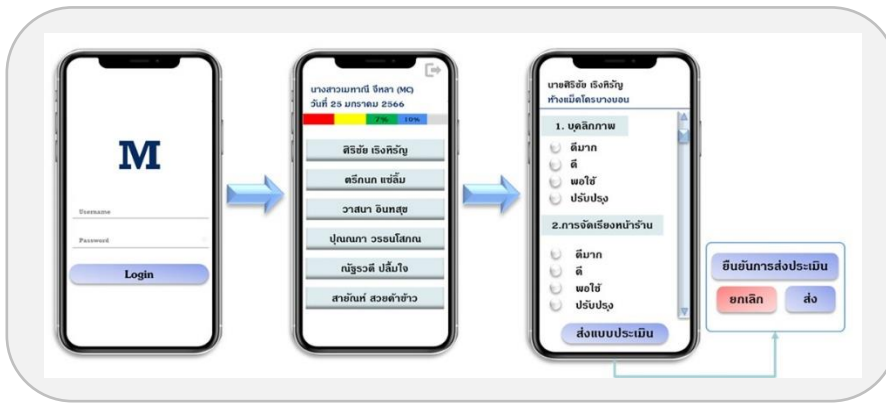 M
Username
Password
Login
นางสาวเมทาณี จีหลา (MC)
วันที่ 25 มกราคม 2566
7% 10%
ศิริชัย เริงหิรัญ
ตรีกนก แซ่ลิ้ม
วาสนา อินทสุข
ปุณณภา วรธนโสภณ
ณัฐรวดี ปลื้มใจ
สายัณห์ สวยค้าข้าว
นายศิริชัย เริงหิรัญ
ห้างแม็คโครบางบอน
1. บุคลิกภาพ
ดีมาก
ดี
พอใช้
ปรับปรุง
2.การจัดเรียงหน้าร้าน
ดีมาก
ดี
พอใช้
ปรับปรุง
ส่งแบบประเมิน
ยืนยันการส่งประเมิน
ยกเลิก ส่ง